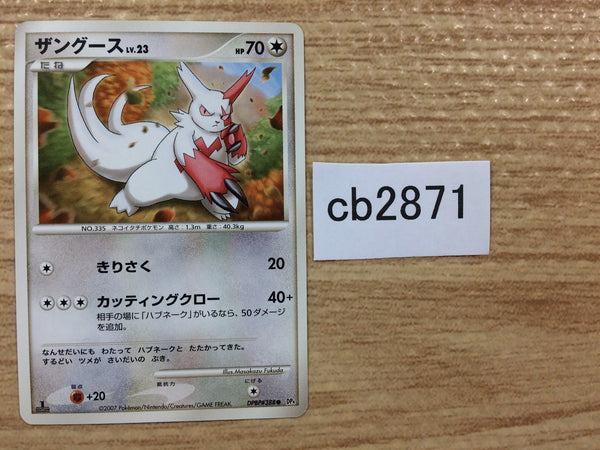 ザングース LV.23 HP 70
たね
NO.335 ネコイタチポケモン 高さ：1.3m 重さ：40.3kg
きりさく 20
カッティングクロー 40+
相手の場に「ハブネーク」がいるなら、50ダメージ
を追加。
なんせだいにも わたって ハブネークと たたかってきた。
するどい ツメが さいだいの ぶき。
Illus. Masakazu Fukuda
弱点 +20 抵抗力 にげる
1 DPBP#388 ● DPt
©2007 Pokémon/Nintendo/Creatures/GAME FREAK.
cb2871